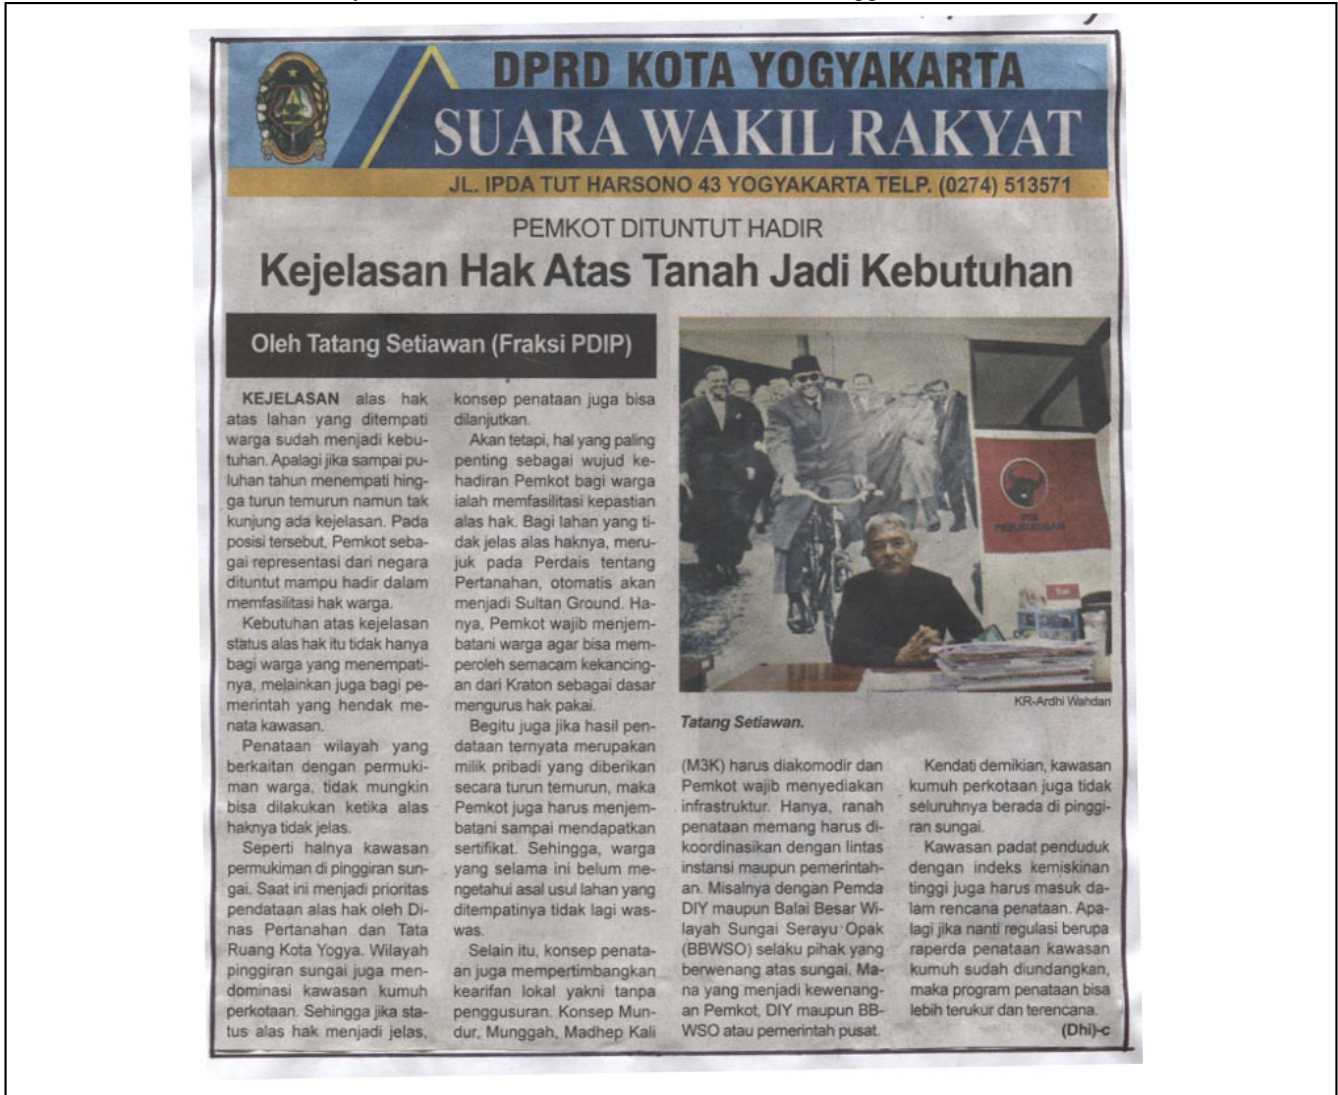 DPRD KOTA YOGYAKARTA
SUARA WAKIL RAKYAT
JL. IPDA TUT HARSONO 43 YOGYAKARTA TELP. (0274) 513571
PEMKOT DITUNTUT HADIR
Kejelasan Hak Atas Tanah Jadi Kebutuhan
Oleh Tatang Setiawan (Fraksi PDIP)
KEJELASAN alas hak
atas lahan yang ditempati
warga sudah menjadi kebu-
tuhan. Apalagi jika sampai pu-
luhan tahun menempati hing-
ga turun temurun namun tak
kunjung ada kejelasan. Pada
posisi tersebut, Pemkot seba-
gai representasi dari negara
dituntut mampu hadir dalam
memfasilitasi hak warga.
Kebutuhan atas kejelasan
status alas hak itu tidak hanya
bagi warga yang menempati-
nya, melainkan juga bagi pe-
merintah yang hendak me-
nata kawasan.
Penataan wilayah yang
berkaitan dengan permuki-
man warga, tidak mungkin
bisa dilakukan ketika alas
haknya tidak jelas.
Seperti halnya kawasan
permukiman di pinggiran sun-
gai. Saat ini menjadi prioritas
pendataan alas hak oleh Di-
nas Pertanahan dan Tata
Ruang Kota Yogya. Wilayah
pinggiran sungai juga men-
dominasi kawasan kumuh
perkotaan. Sehingga jika sta-
tus alas hak menjadi jelas,
konsep penataan juga bisa
dilanjutkan.
Akan tetapi, hal yang paling
penting sebagai wujud ke-
hadiran Pemkot bagi warga
ialah memfasilitasi kepastian
alas hak. Bagi lahan yang ti-
dak jelas alas haknya, meru-
juk pada Perdais tentang
Pertanahan, otomatis akan
menjadi Sultan Ground. Ha-
nya, Pemkot wajib menjem-
batani warga agar bisa mem-
peroleh semacam kekancing-
an dari Kraton sebagai dasar
mengurus hak pakai.
Begitu juga jika hasil pen-
dataan ternyata merupakan
milik pribadi yang diberikan
secara turun temurun, maka
Pemkot juga harus menjem-
batani sampai mendapatkan
sertifikat. Sehingga, warga
yang selama ini belum me-
ngetahui asal usul lahan yang
ditempatinya tidak lagi was-
was.
Selain itu, konsep penata-
an juga mempertimbangkan
kearifan lokal yakni tanpa
penggusuran. Konsep Mun-
dur, Munggah, Madhep Kali
PDI
PERJUANGAN
KR-Ardhi Wahdan
Tatang Setiawan.
(M3K) harus diakomodir dan
Pemkot wajib menyediakan
infrastruktur. Hanya, ranah
penataan memang harus di-
koordinasikan dengan lintas
instansi maupun pemerintah-
an. Misalnya dengan Pemda
DIY maupun Balai Besar Wi-
layah Sungai Serayu Opak
(BBWSO) selaku pihak yang
berwenang atas sungai. Ma-
na yang menjadi kewenang-
an Pemkot, DIY maupun BB-
WSO atau pemerintah pusat.
Kendati demikian, kawasan
kumuh perkotaan juga tidak
seluruhnya berada di pinggi-
ran sungai.
Kawasan padat penduduk
dengan indeks kemiskinan
tinggi juga harus masuk da-
lam rencana penataan. Apa-
lagi jika nanti regulasi berupa
raperda penataan kawasan
kumuh sudah diundangkan,
maka program penataan bisa
lebih terukur dan terencana.
(Dhi)-c